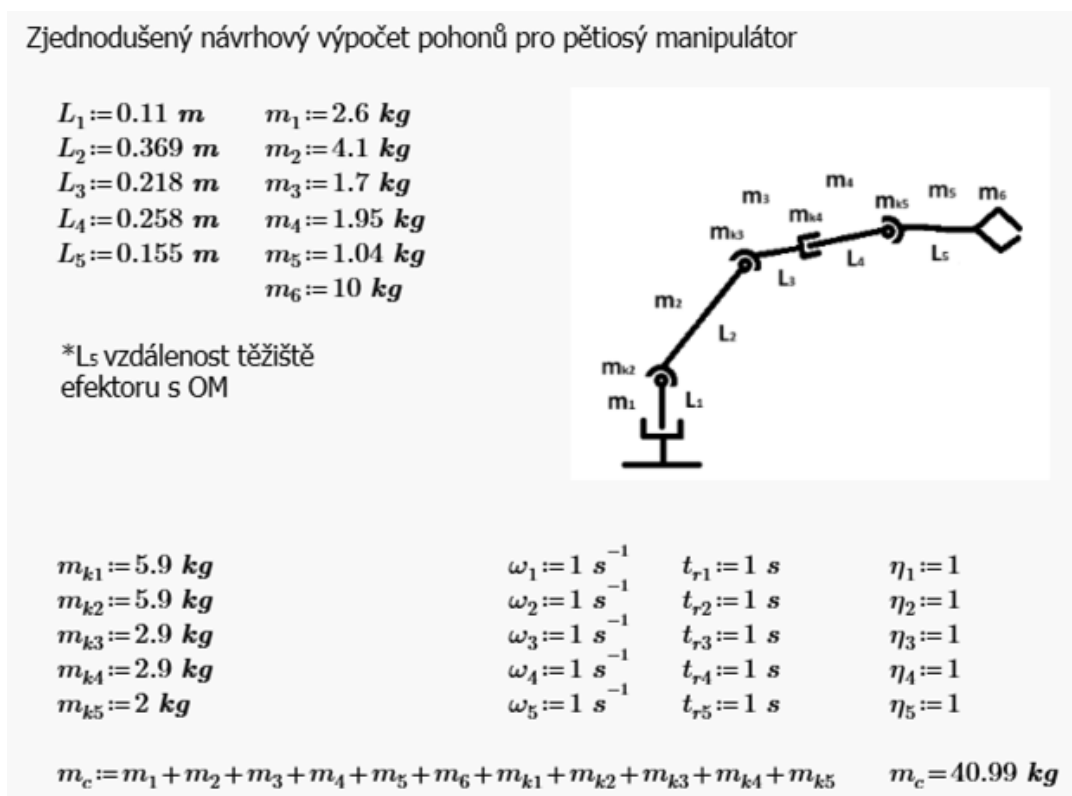 Zjednodušený návrhový výpočet pohonů pro pětiosý manipulátor
L₁:=0.11 m m₁:=2.6 kg
L₂:=0.369 m m₂:=4.1 kg
L₃:=0.218 m m₃:=1.7 kg
L₄:=0.258 m m₄:=1.95 kg
L₅:=0.155 m m₅:=1.04 kg
m₆:=10 kg
*L₅ vzdálenost těžiště
efektoru s OM
m₃ m₄ m₅ m₆
mₖ₃ mₖ₄ mₖ₅
L₃ L₄ L₅
m₂ L₂
mₖ₂
m₁ L₁
mₖ₁:=5.9 kg ω₁:=1 s⁻¹ tᵣ₁:=1 s η₁:=1
mₖ₂:=5.9 kg ω₂:=1 s⁻¹ tᵣ₂:=1 s η₂:=1
mₖ₃:=2.9 kg ω₃:=1 s⁻¹ tᵣ₃:=1 s η₃:=1
mₖ₄:=2.9 kg ω₄:=1 s⁻¹ tᵣ₄:=1 s η₄:=1
mₖ₅:=2 kg ω₅:=1 s⁻¹ tᵣ₅:=1 s η₅:=1
m_c:=m₁+m₂+m₃+m₄+m₅+m₆+mₖ₁+mₖ₂+mₖ₃+mₖ₄+mₖ₅ m_c=40.99 kg